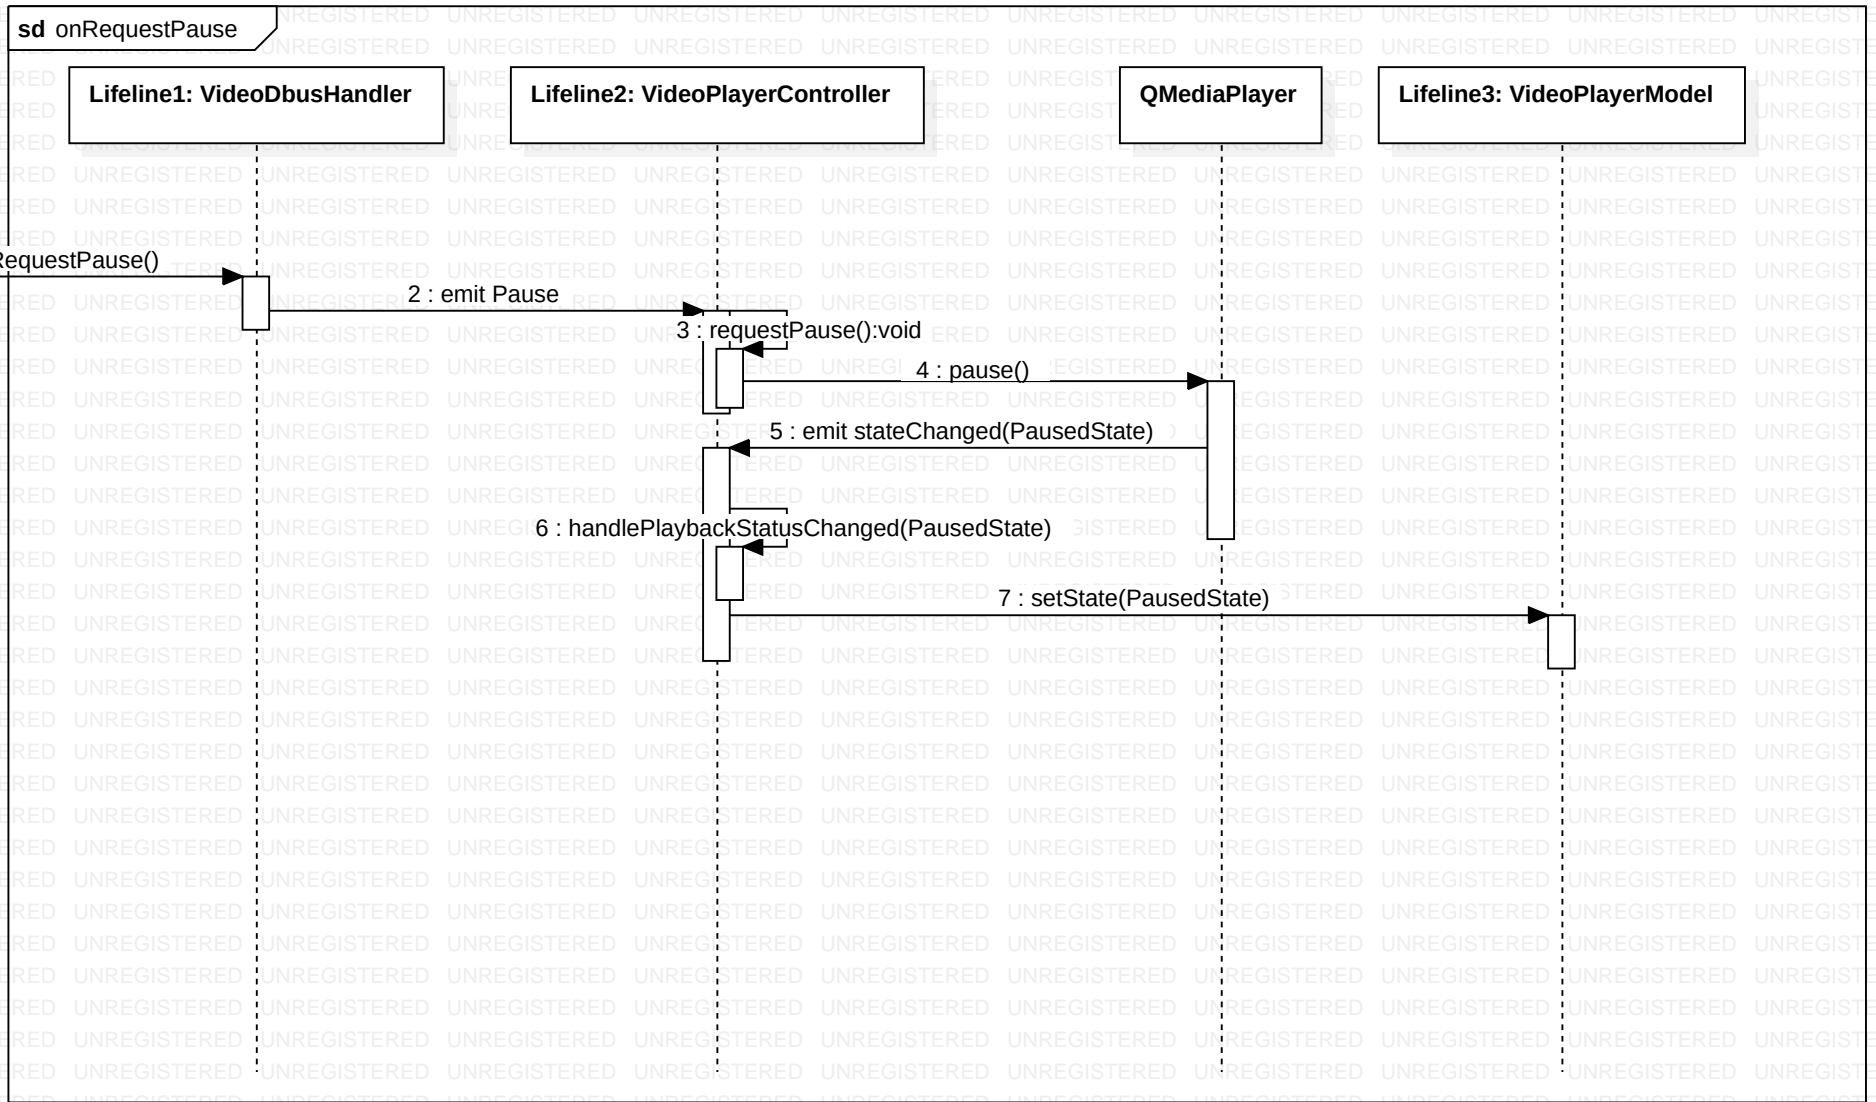 sd onRequestPause
Lifeline1: VideoDbusHandler
Lifeline2: VideoPlayerController
QMediaPlayer
Lifeline3: VideoPlayerModel
RequestPause()
2 : emit Pause
3 : requestPause():void
4 : pause()
5 : emit stateChanged(PausedState)
6 : handlePlaybackStatusChanged(PausedState)
7 : setState(PausedState)
UNREGISTERED